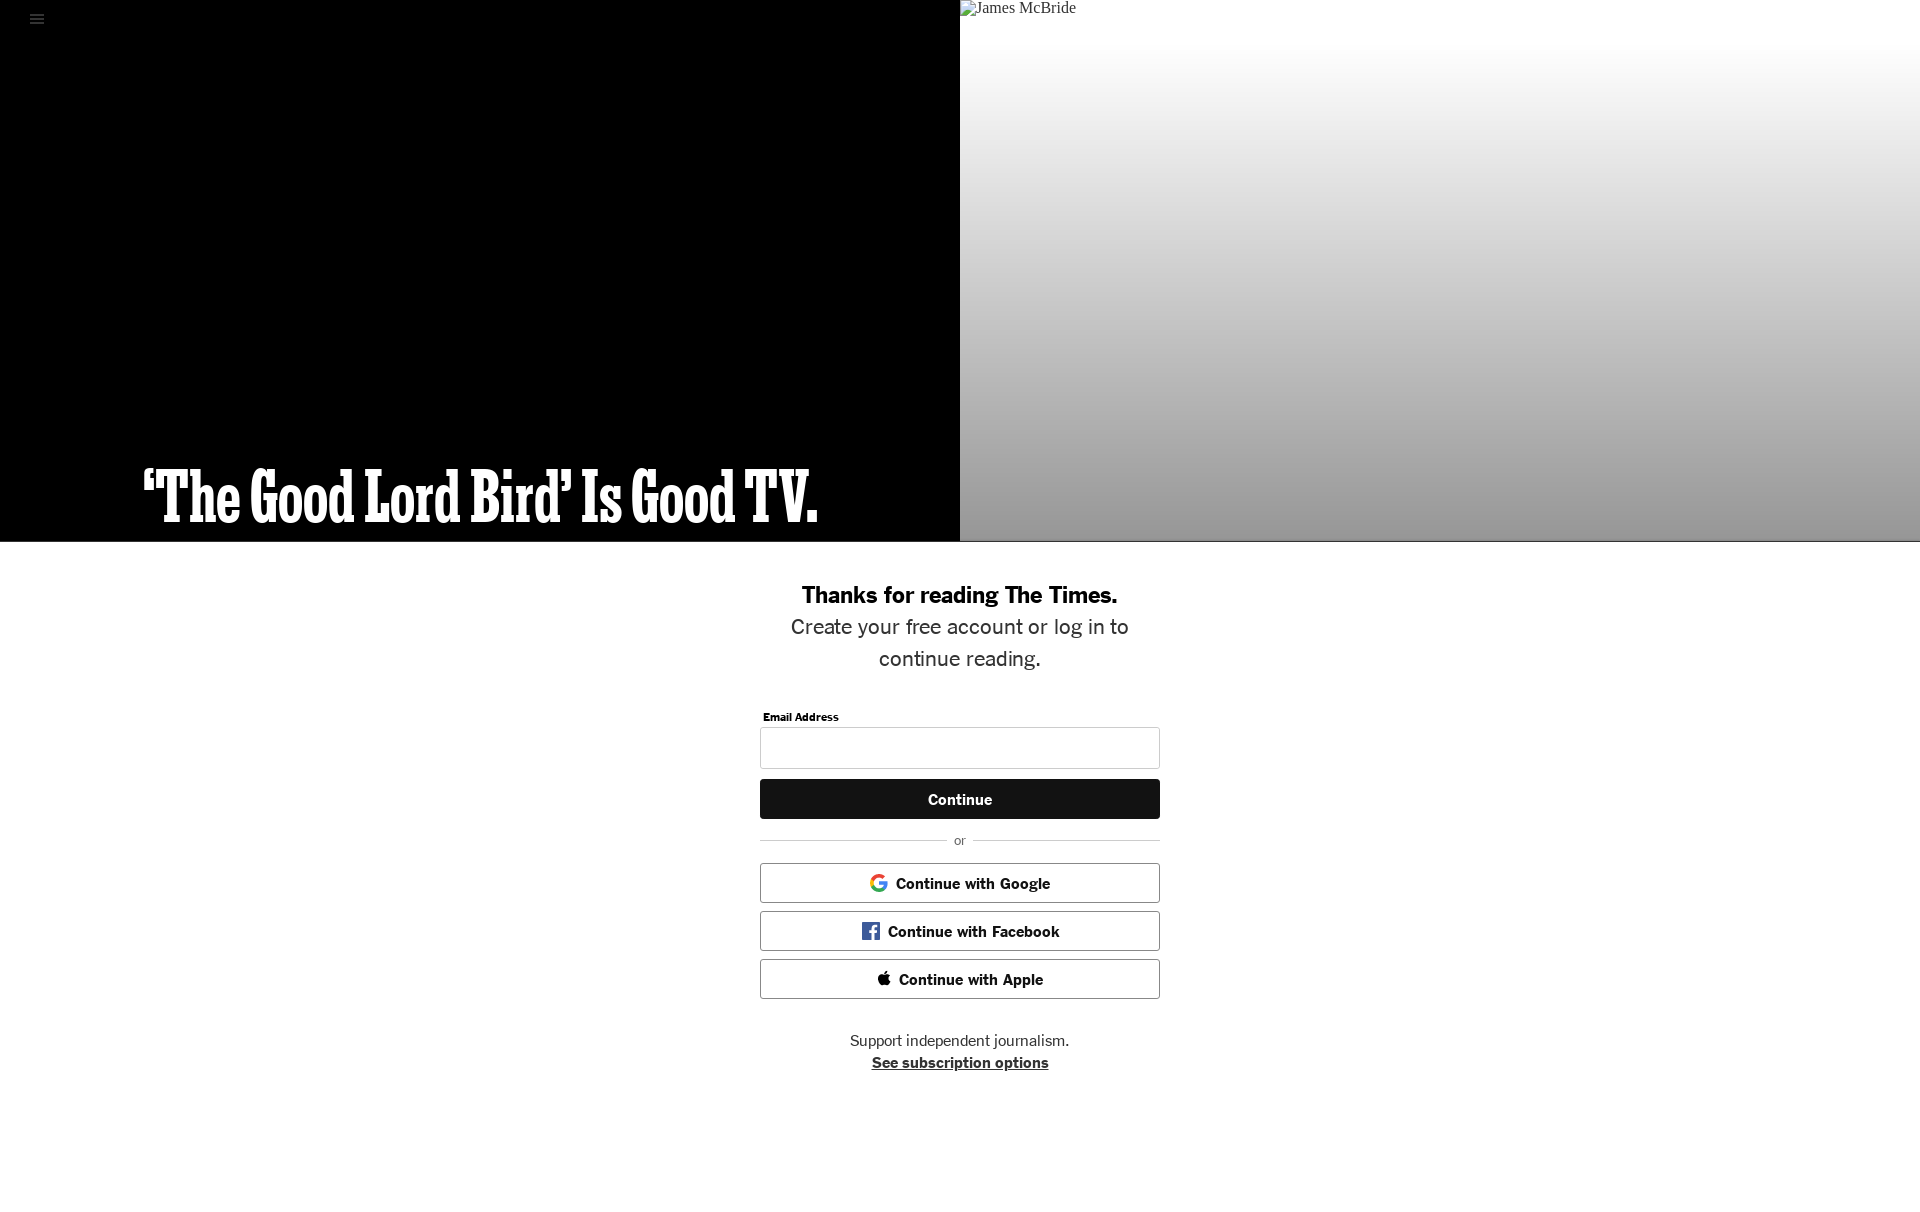 James McBride
‘The Good Lord Bird’ Is Good TV.
Thanks for reading The Times.
Create your free account or log in to
continue reading.
Email Address
Continue
or
Continue with Google
Continue with Facebook
Continue with Apple
Support independent journalism.
See subscription options